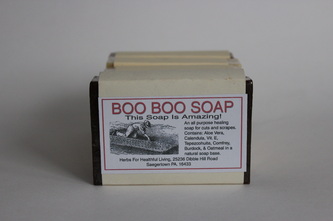 BOO BOO SOAP
This Soap Is Amazing!
An all purpose healing
soap for cuts and scrapes.
Contains: Aloe Vera,
Calendula, Vit. E,
Tepezcohuite, Comfrey,
Burdock, & Oatmeal in a
natural soap base.
Herbs For Healthful Living, 25208 Dibble Hill Road
Saegertown PA, 16433